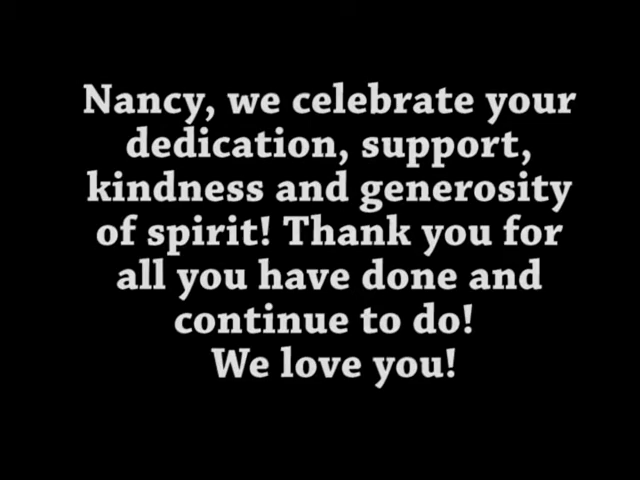 Nancy, we celebrate your
dedication, support,
kindness and generosity
of spirit! Thank you for
all you have done and
continue to do!
We love you!